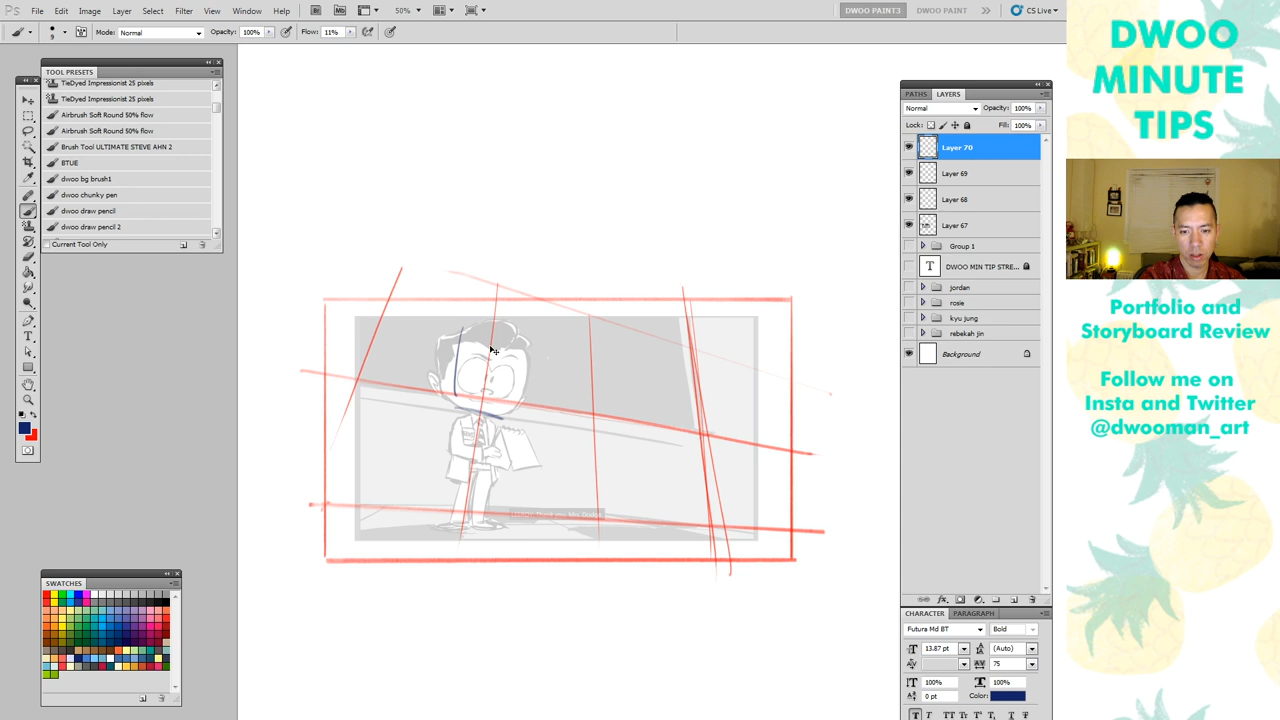 Ps File Edit Image Layer Select Filter View Window Help Br Mb 50% DWOO PAINT3 DWOO PAINT CS Live
9 Mode: Normal Opacity: 100% Flow: 11%
TOOL PRESETS
TieDyed Impressionist 25 pixels
TieDyed Impressionist 25 pixels
Airbrush Soft Round 50% flow
Airbrush Soft Round 50% flow
Brush Tool ULTIMATE STEVE AHN 2
BTUE
dwoo bg brush1
dwoo chunky pen
dwoo draw pencil
dwoo draw pencil 2
Current Tool Only
SWATCHES
PATHS LAYERS
Normal Opacity: 100%
Lock: Fill: 100%
Layer 70
Layer 69
Layer 68
Layer 67
Group 1
T DWOO MIN TIP STRE...
jordan
rosie
kyu jung
rebekah jin
Background
CHARACTER PARAGRAPH
Futura Md BT Bold
13.87 pt (Auto)
75
100% 100%
0 pt Color:
DWOO
MINUTE
TIPS
Portfolio and
Storyboard Review
Follow me on
Insta and Twitter
@dwooman_art